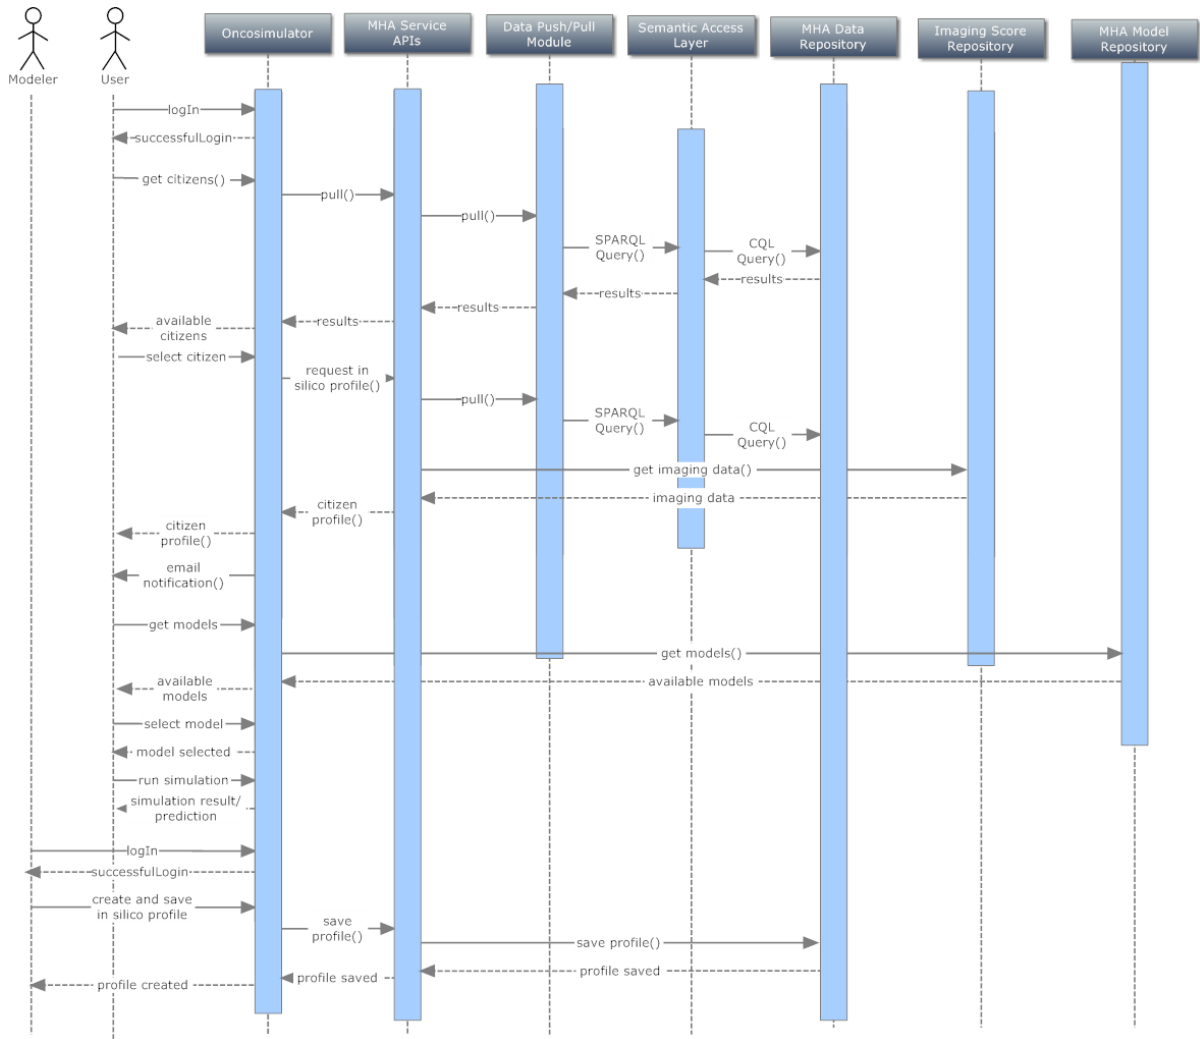 Modeler
User
Oncosimulator
MHA Service
APIs
Data Push/Pull
Module
Semantic Access
Layer
MHA Data
Repository
Imaging Score
Repository
MHA Model
Repository
logIn
successfulLogin
get citizens()
pull()
pull()
SPARQL
Query()
CQL
Query()
results
results
results
results
available
citizens
select citizen
request in
silico profile()
pull()
SPARQL
Query()
CQL
Query()
get imaging data()
imaging data
citizen
profile()
citizen
profile()
email
notification()
get models
get models()
available models
available
models
select model
model selected
run simulation
simulation result/
prediction
logIn
successfulLogin
create and save
in silico profile
save
profile()
save profile()
profile saved
profile saved
profile created